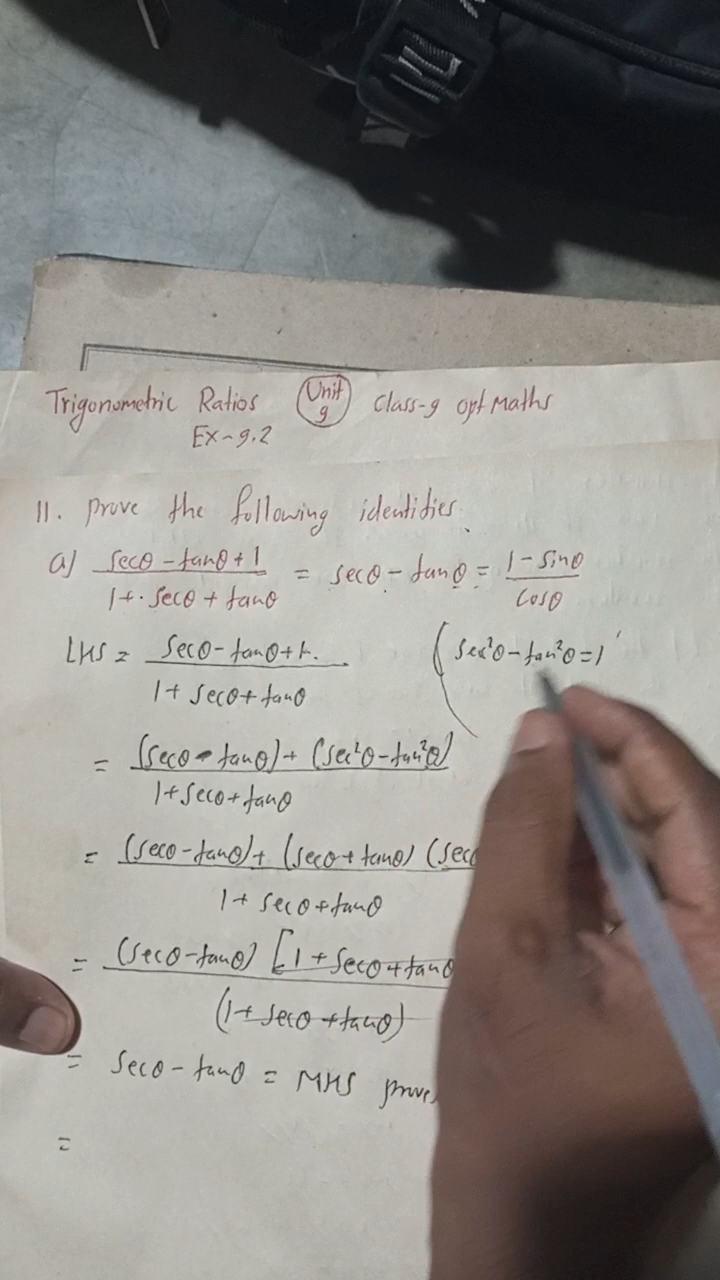 Trigonometric Ratios Unit 9 Class-9 opt Maths
Ex-9.2
11. prove the following identities.
a) (secθ - tanθ + 1)/(1 + secθ + tanθ) = secθ - tanθ = (1 - sinθ)/cosθ
LHS = (secθ - tanθ + 1)/(1 + secθ + tanθ) (sec²θ - tan²θ = 1
= ((secθ - tanθ) + (sec²θ - tan²θ))/(1 + secθ + tanθ)
= (secθ - tanθ) + (secθ + tanθ) (sec
1 + secθ + tanθ
= (secθ - tanθ) [1 + secθ + tanθ
(1 + secθ + tanθ)
= secθ - tanθ = MHS prove
=